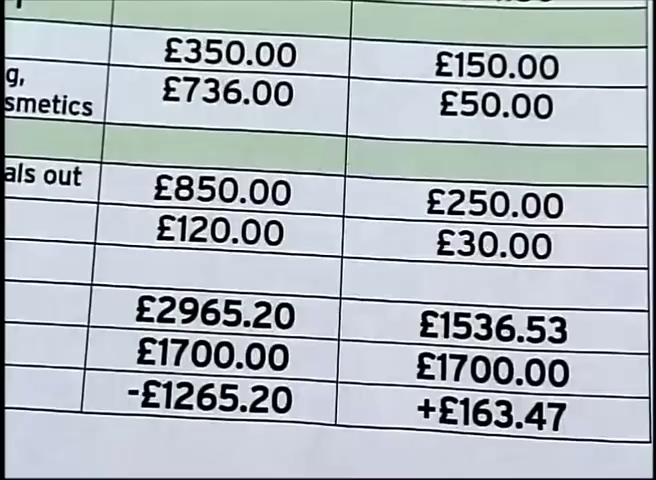 £350.00 £150.00
g,
smetics £736.00 £50.00
als out £850.00 £250.00
£120.00 £30.00
£2965.20 £1536.53
£1700.00 £1700.00
-£1265.20 +£163.47